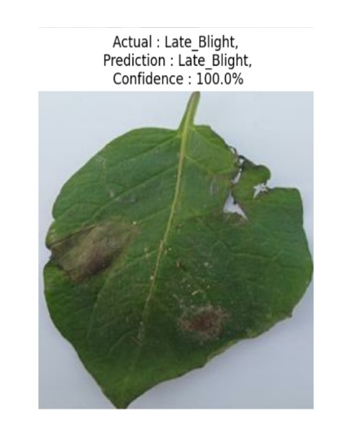 Actual : Late_Blight,
Prediction : Late_Blight,
Confidence : 100.0%